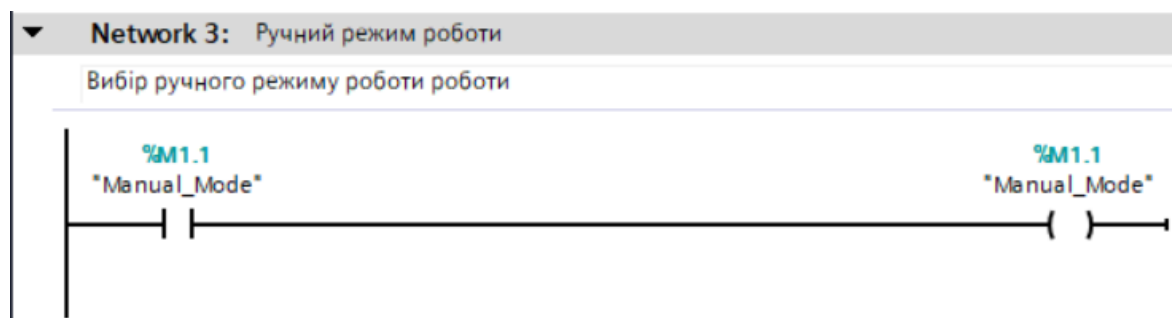 Network 3: Ручний режим роботи
Вибір ручного режиму роботи роботи
%M1.1 %M1.1
"Manual_Mode" "Manual_Mode"